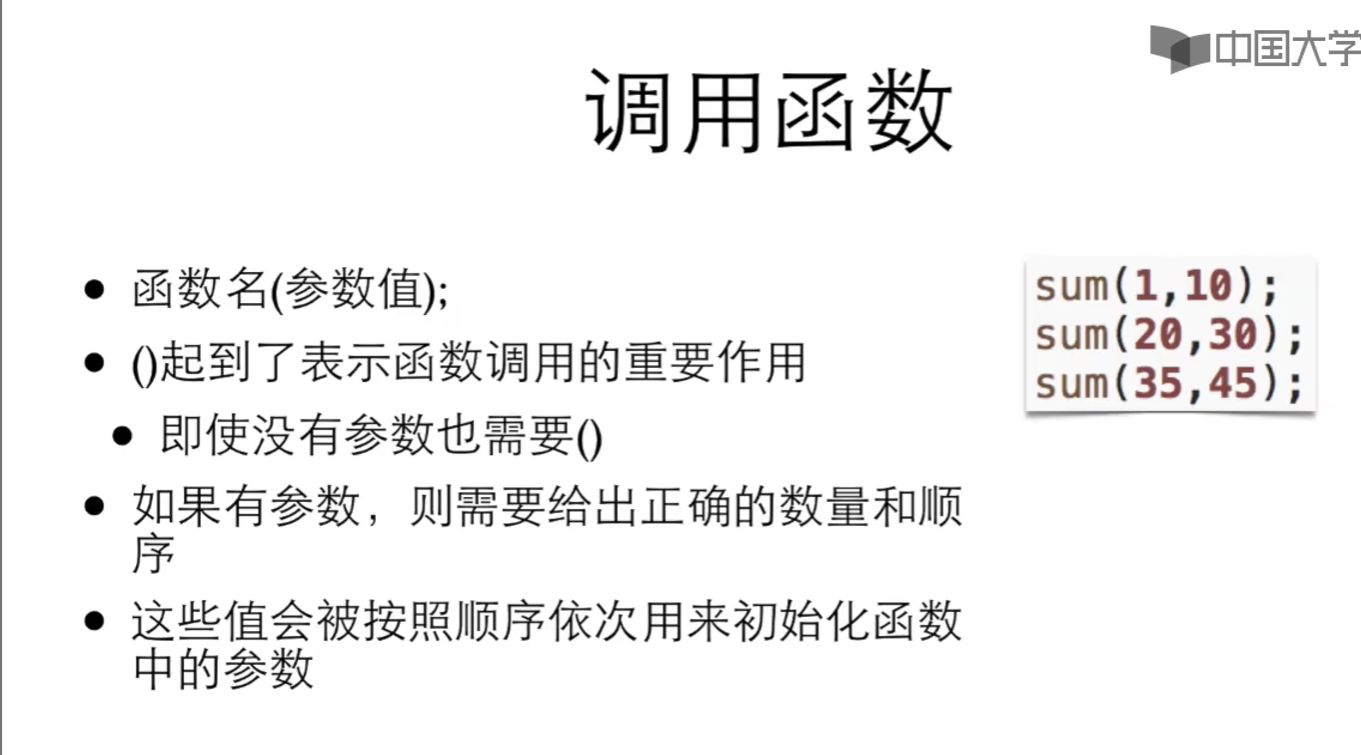 中国大学
调用函数
函数名(参数值);
()起到了表示函数调用的重要作用
即使没有参数也需要()
如果有参数，则需要给出正确的数量和顺
序
这些值会被按照顺序依次用来初始化函数
中的参数
sum(1,10);
sum(20,30);
sum(35,45);